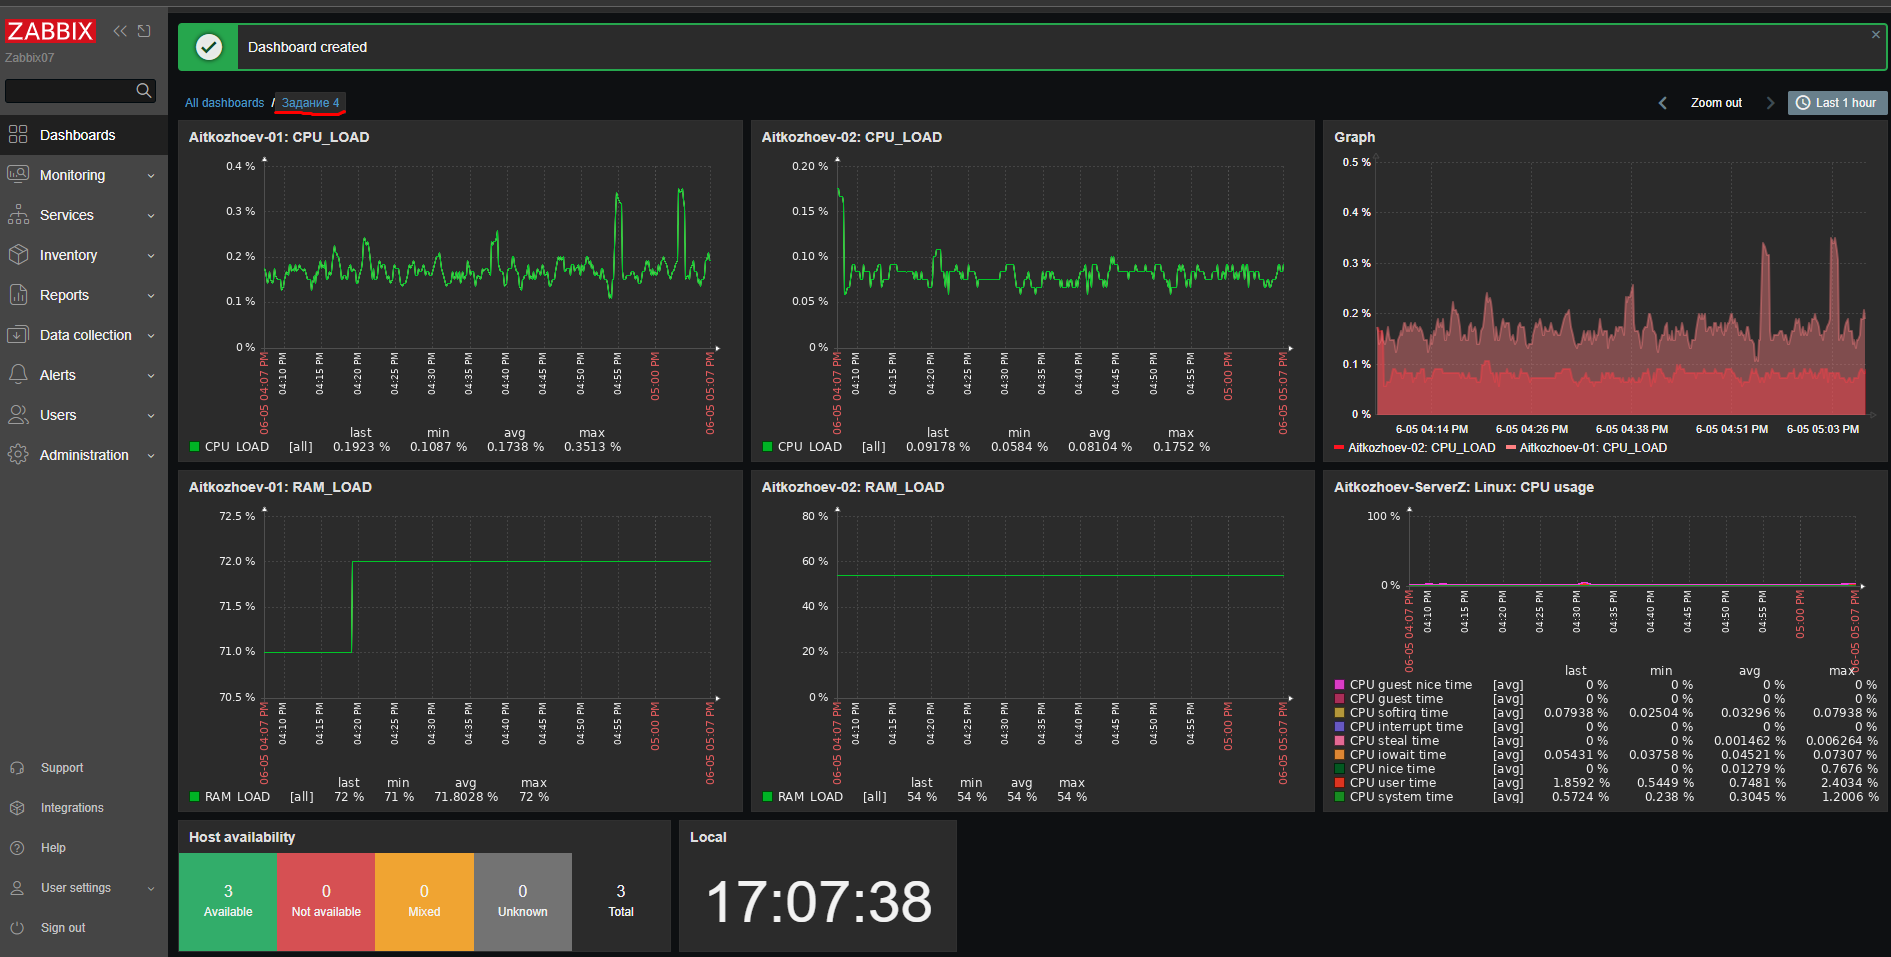 ZABBIX
Zabbix07
Dashboards
Monitoring
Services
Inventory
Reports
Data collection
Alerts
Users
Administration
Support
Integrations
Help
User settings
Sign out
Dashboard created
All dashboards / Задание 4
Zoom out
Last 1 hour
Aitkozhoev-01: CPU_LOAD
0.4 %
0.3 %
0.2 %
0.1 %
0 %
06-05 04:07 PM
04:10 PM
04:15 PM
04:20 PM
04:25 PM
04:30 PM
04:35 PM
04:40 PM
04:45 PM
04:50 PM
04:55 PM
05:00 PM
06-05 05:07 PM
last min avg max
CPU LOAD [all] 0.1923 % 0.1087 % 0.1738 % 0.3513 %
Aitkozhoev-02: CPU_LOAD
0.20 %
0.15 %
0.10 %
0.05 %
0 %
06-05 04:07 PM
04:10 PM
04:15 PM
04:20 PM
04:25 PM
04:30 PM
04:35 PM
04:40 PM
04:45 PM
04:50 PM
04:55 PM
05:00 PM
06-05 05:07 PM
last min avg max
CPU LOAD [all] 0.09178 % 0.0584 % 0.08104 % 0.1752 %
Graph
0.5 %
0.4 %
0.3 %
0.2 %
0.1 %
0 %
6-05 04:14 PM
6-05 04:26 PM
6-05 04:38 PM
6-05 04:51 PM
6-05 05:03 PM
Aitkozhoev-02: CPU_LOAD Aitkozhoev-01: CPU_LOAD
Aitkozhoev-01: RAM_LOAD
72.5 %
72.0 %
71.5 %
71.0 %
70.5 %
06-05 04:07 PM
04:10 PM
04:15 PM
04:20 PM
04:25 PM
04:30 PM
04:35 PM
04:40 PM
04:45 PM
04:50 PM
04:55 PM
05:00 PM
06-05 05:07 PM
last min avg max
RAM LOAD [all] 72 % 71 % 71.8028 % 72 %
Aitkozhoev-02: RAM_LOAD
80 %
60 %
40 %
20 %
0 %
06-05 04:07 PM
04:10 PM
04:15 PM
04:20 PM
04:25 PM
04:30 PM
04:35 PM
04:40 PM
04:45 PM
04:50 PM
04:55 PM
05:00 PM
06-05 05:07 PM
last min avg max
RAM LOAD [all] 54 % 54 % 54 % 54 %
Aitkozhoev-ServerZ: Linux: CPU usage
100 %
0 %
06-05 04:07 PM
04:10 PM
04:15 PM
04:20 PM
04:25 PM
04:30 PM
04:35 PM
04:40 PM
04:45 PM
04:50 PM
04:55 PM
05:00 PM
06-05 05:07 PM
last min avg max
CPU guest nice time [avg] 0 % 0 % 0 % 0 %
CPU guest time [avg] 0 % 0 % 0 % 0 %
CPU softirq time [avg] 0.07938 % 0.02504 % 0.03296 % 0.07938 %
CPU interrupt time [avg] 0 % 0 % 0 % 0 %
CPU steal time [avg] 0 % 0 % 0.001462 % 0.006264 %
CPU iowait time [avg] 0.05431 % 0.03758 % 0.04521 % 0.07307 %
CPU nice time [avg] 0 % 0 % 0.01279 % 0.7676 %
CPU user time [avg] 1.8592 % 0.5449 % 0.7481 % 2.4034 %
CPU system time [avg] 0.5724 % 0.238 % 0.3045 % 1.2006 %
Host availability
3
Available
0
Not available
0
Mixed
0
Unknown
3
Total
Local
17:07:38